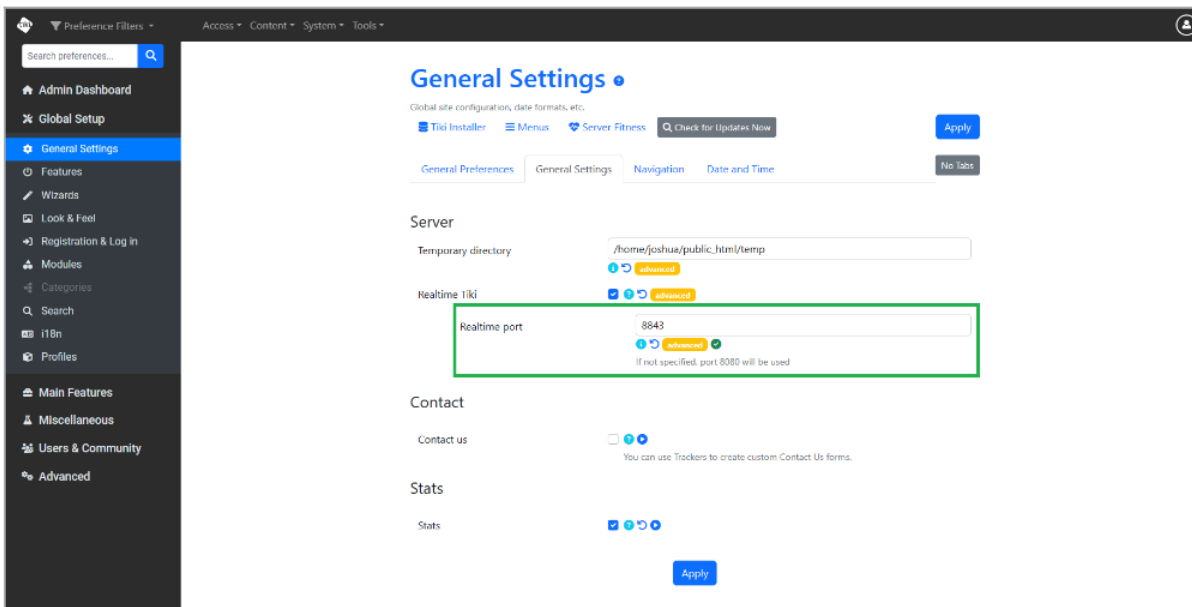 Preference Filters
Access Content System Tools
Search preferences...
Admin Dashboard
Global Setup
General Settings
Features
Wizards
Look & Feel
Registration & Log in
Modules
Categories
Search
i18n
Profiles
Main Features
Miscellaneous
Users & Community
Advanced
General Settings
Global site configuration, date formats, etc.
Tiki Installer Menus Server Fitness Check for Updates Now Apply
General Preferences General Settings Navigation Date and Time No Tabs
Server
Temporary directory /home/joshua/public_html/temp
advanced
Realtime Tiki advanced
Realtime port 8843
advanced
If not specified, port 8080 will be used
Contact
Contact us
You can use Trackers to create custom Contact Us forms.
Stats
Stats
Apply